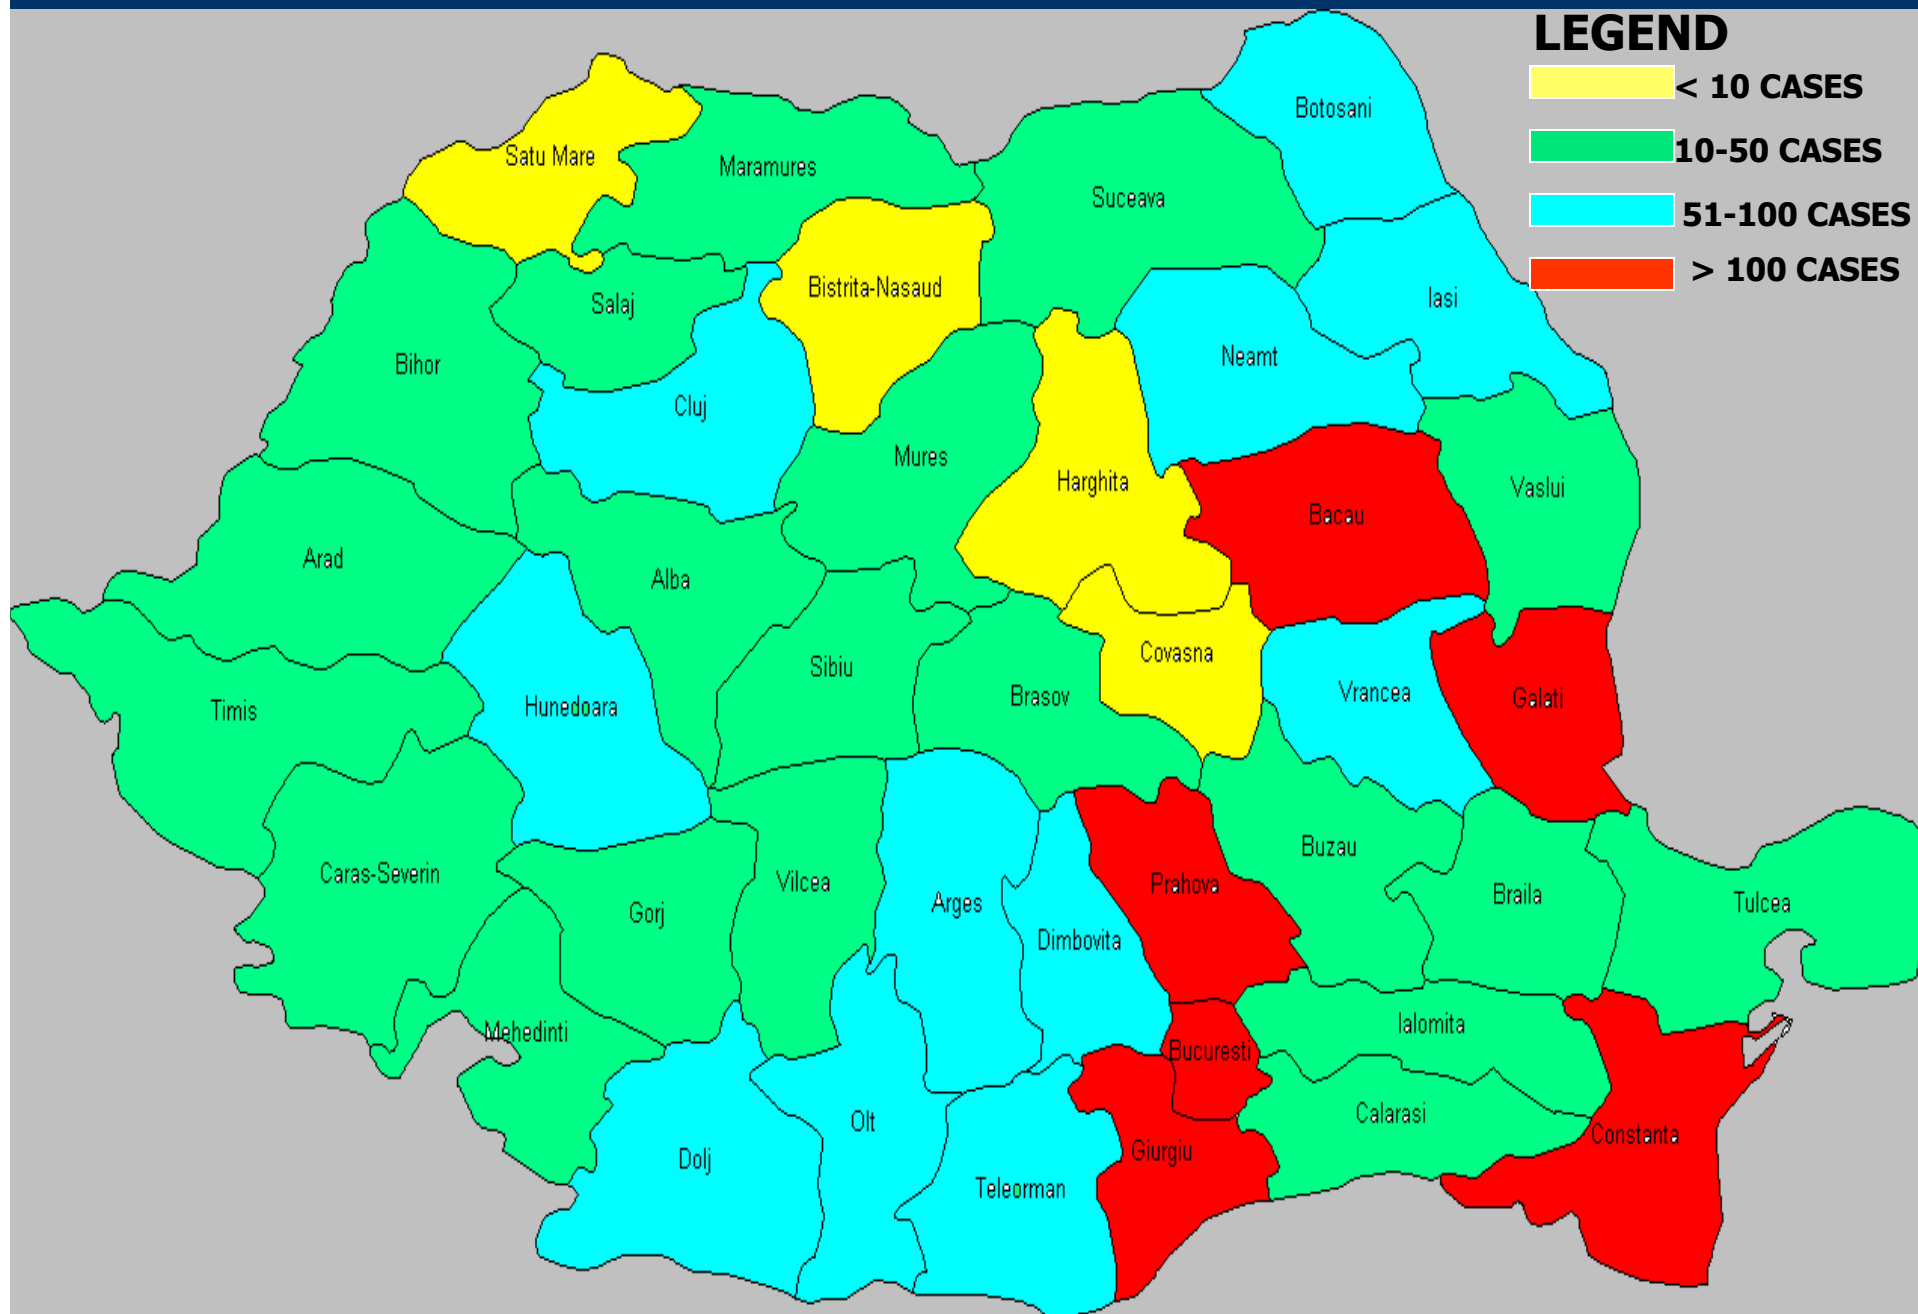 LEGEND
< 10 CASES
10-50 CASES
51-100 CASES
> 100 CASES
Botosani
Satu Mare
Maramures
Suceava
Bistrita-Nasaud
Salaj
Iasi
Neamt
Bihor
Cluj
Mures
Harghita
Vaslui
Bacau
Arad
Alba
Covasna
Sibiu
Vrancea
Brasov
Galati
Hunedoara
Timis
Buzau
Caras-Severin
Vilcea
Prahova
Braila
Tulcea
Arges
Gorj
Dimbovita
Ialomita
Mehedinti
Bucuresti
Calarasi
Olt
Constanta
Giurgiu
Dolj
Teleorman